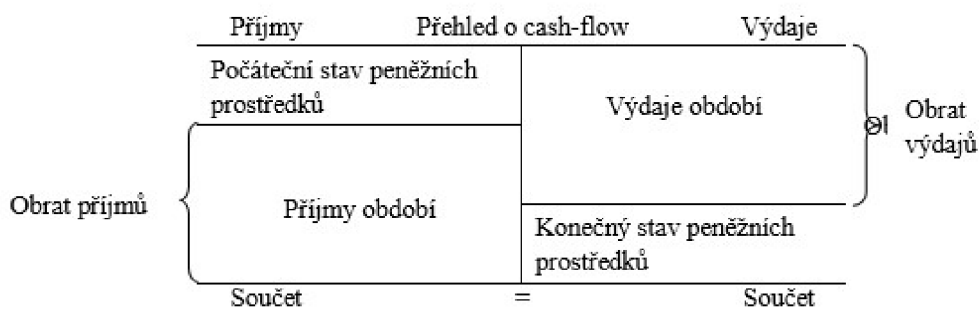 Příjmy Přehled o cash-flow Výdaje
Počáteční stav peněžních
prostředků
Výdaje období
Obrat
výdajů
Obrat příjmů
Příjmy období
Konečný stav peněžních
prostředků
Součet = Součet